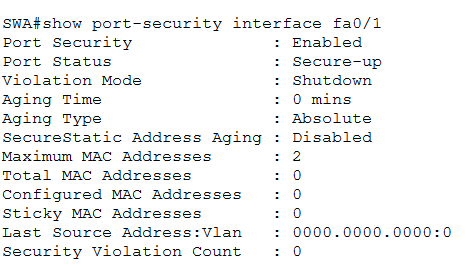 SWA#show port-security interface fa0/1
Port Security              : Enabled
Port Status                : Secure-up
Violation Mode             : Shutdown
Aging Time                 : 0 mins
Aging Type                 : Absolute
SecureStatic Address Aging : Disabled
Maximum MAC Addresses      : 2
Total MAC Addresses        : 0
Configured MAC Addresses   : 0
Sticky MAC Addresses       : 0
Last Source Address:Vlan   : 0000.0000.0000:0
Security Violation Count   : 0